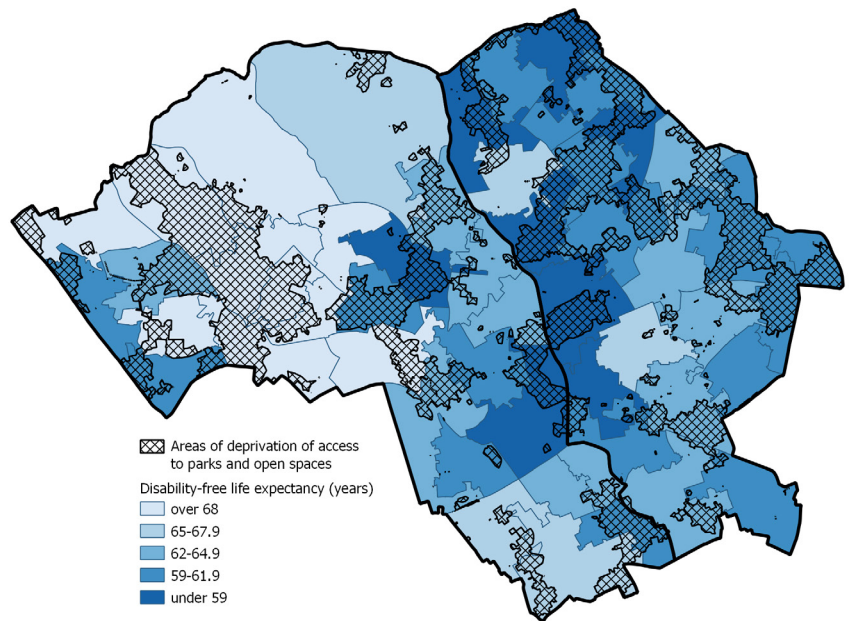 Areas of deprivation of access
to parks and open spaces
Disability-free life expectancy (years)
over 68
65-67.9
62-64.9
59-61.9
under 59